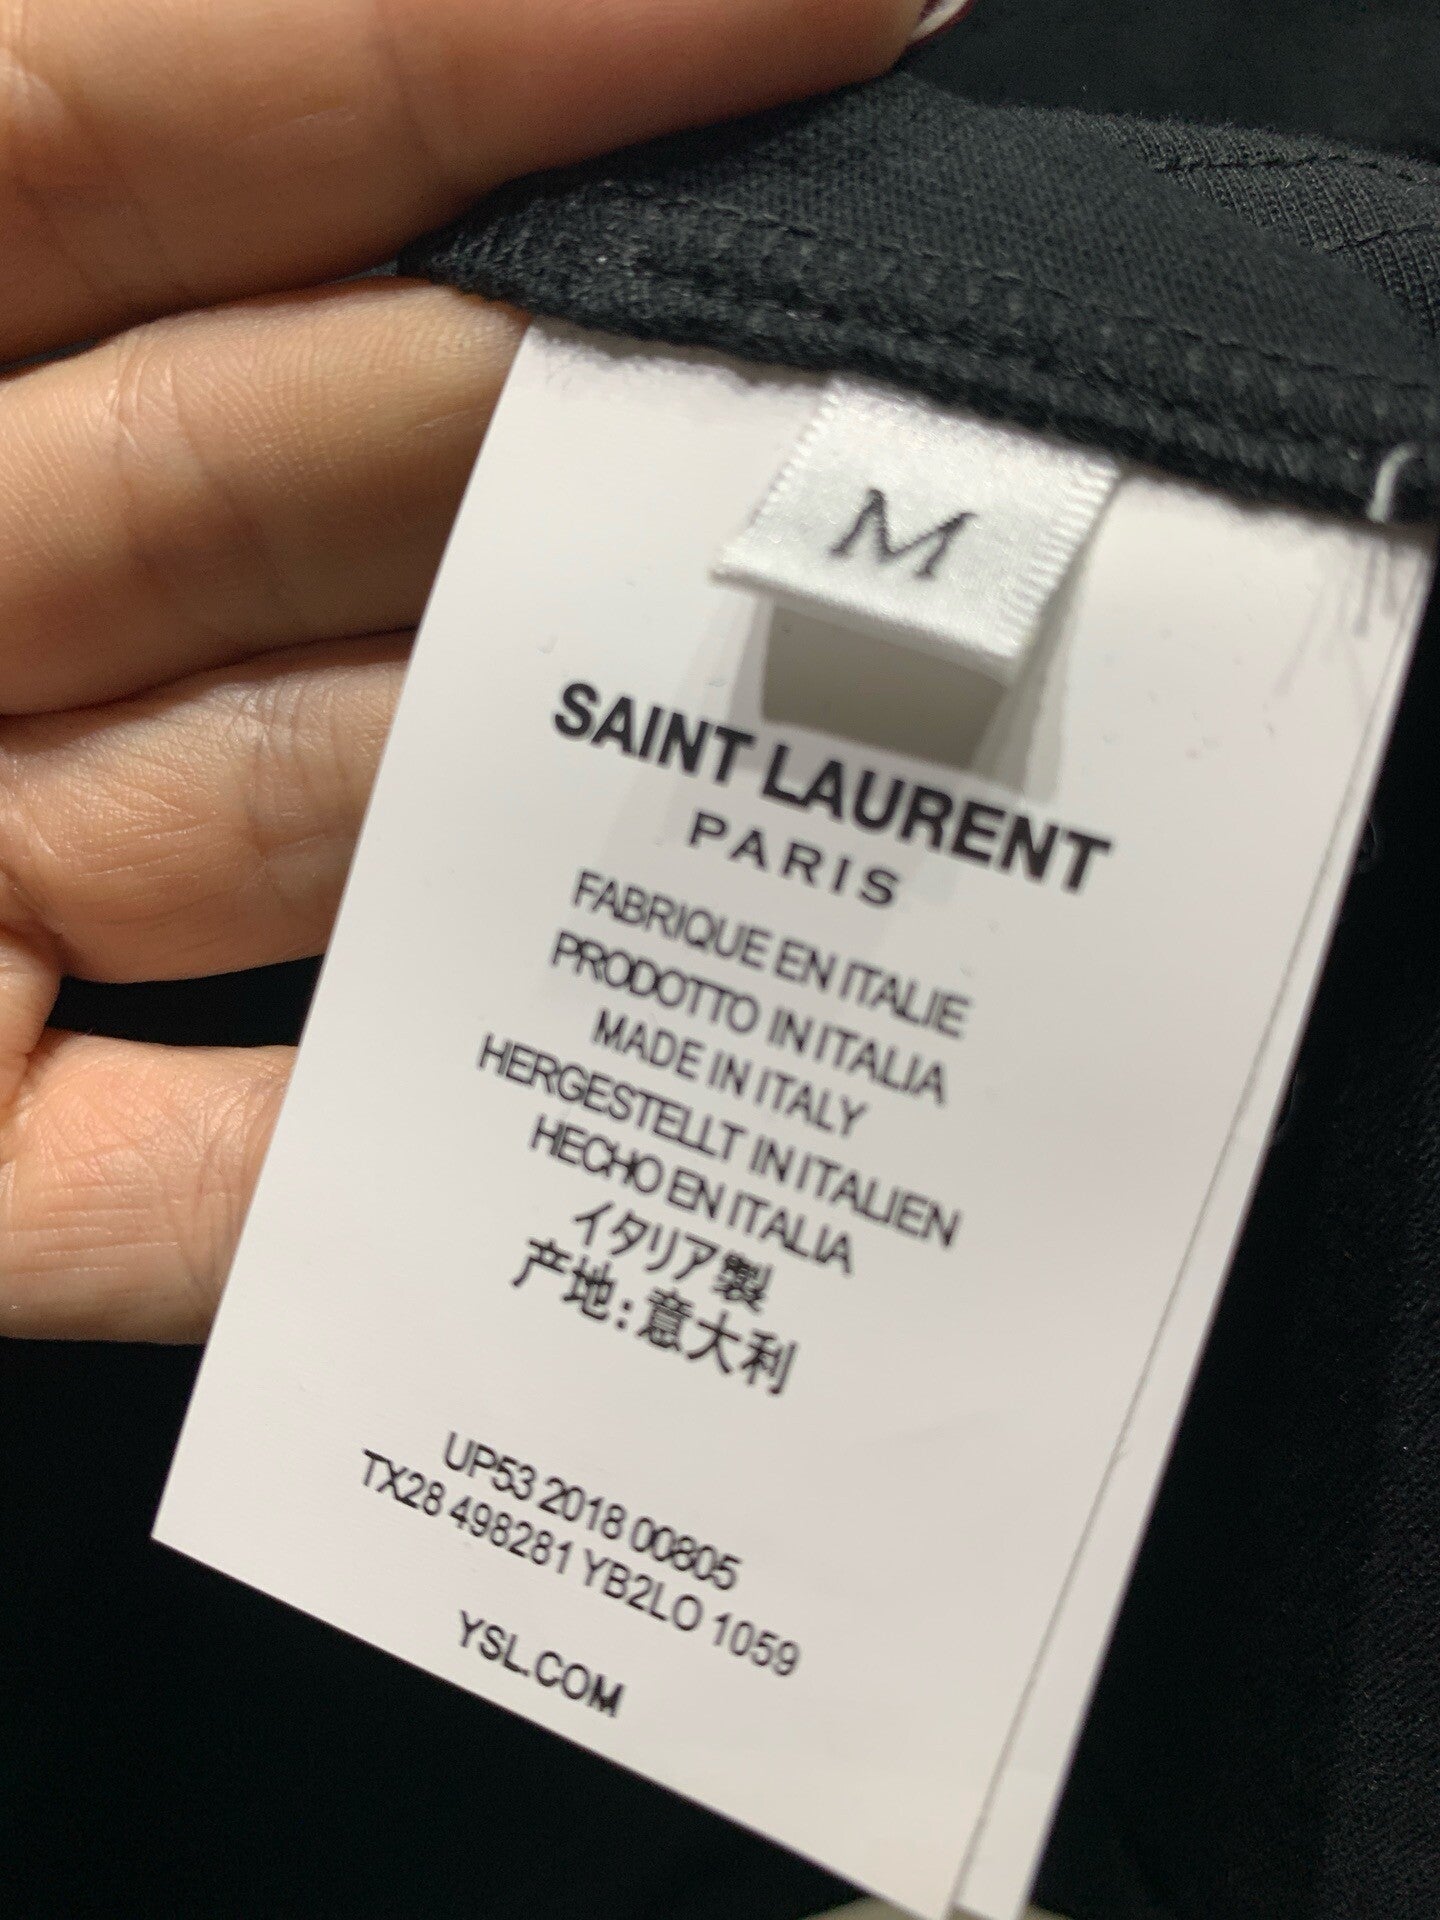 M
SAINT LAURENT
PARIS
FABRIQUE EN ITALIE
PRODOTTO IN ITALIA
MADE IN ITALY
HERGESTELLT IN ITALIEN
HECHO EN ITALIA
イタリア製
产地:意大利
UP53 2018 00805
TX28 498281 YB2LO 1059
YSL.COM